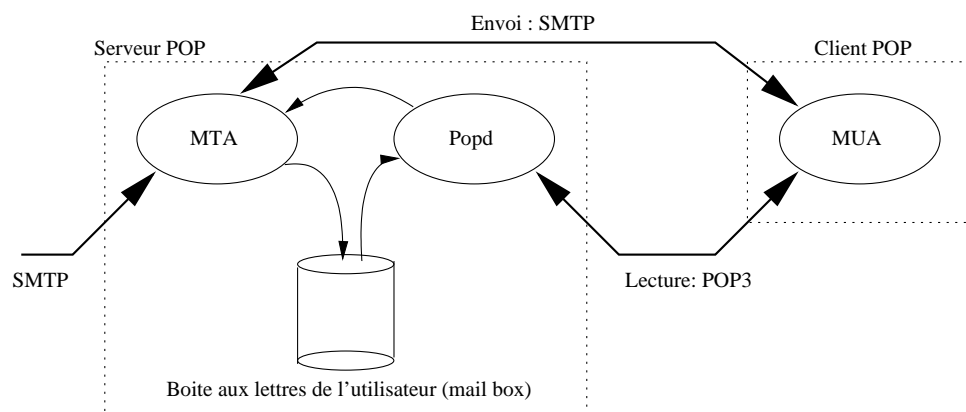 Envoi : SMTP
Serveur POP
Client POP
MTA
Popd
MUA
SMTP
Lecture: POP3
Boite aux lettres de l’utilisateur (mail box)